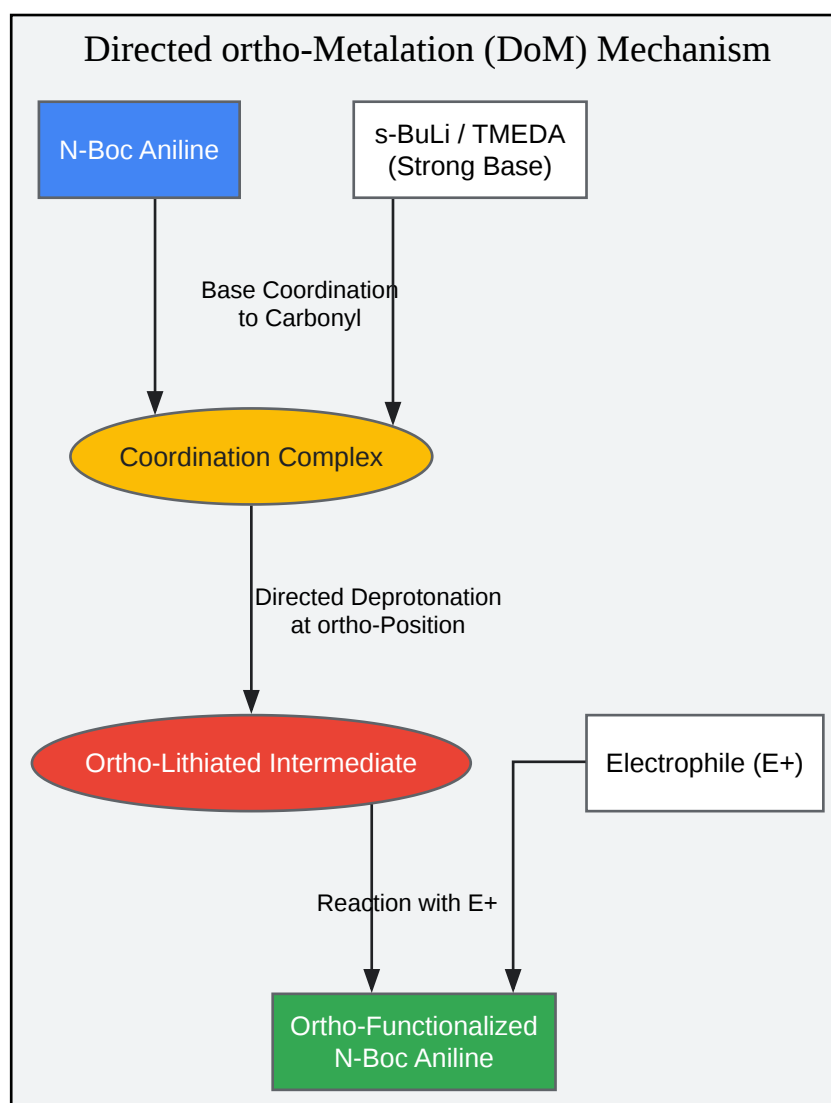 Directed ortho-Metalation (DoM) Mechanism
N-Boc Aniline
s-BuLi / TMEDA
(Strong Base)
Base Coordination
to Carbonyl
Coordination Complex
Directed Deprotonation
at ortho-Position
Ortho-Lithiated Intermediate
Electrophile (E+)
Reaction with E+
Ortho-Functionalized
N-Boc Aniline